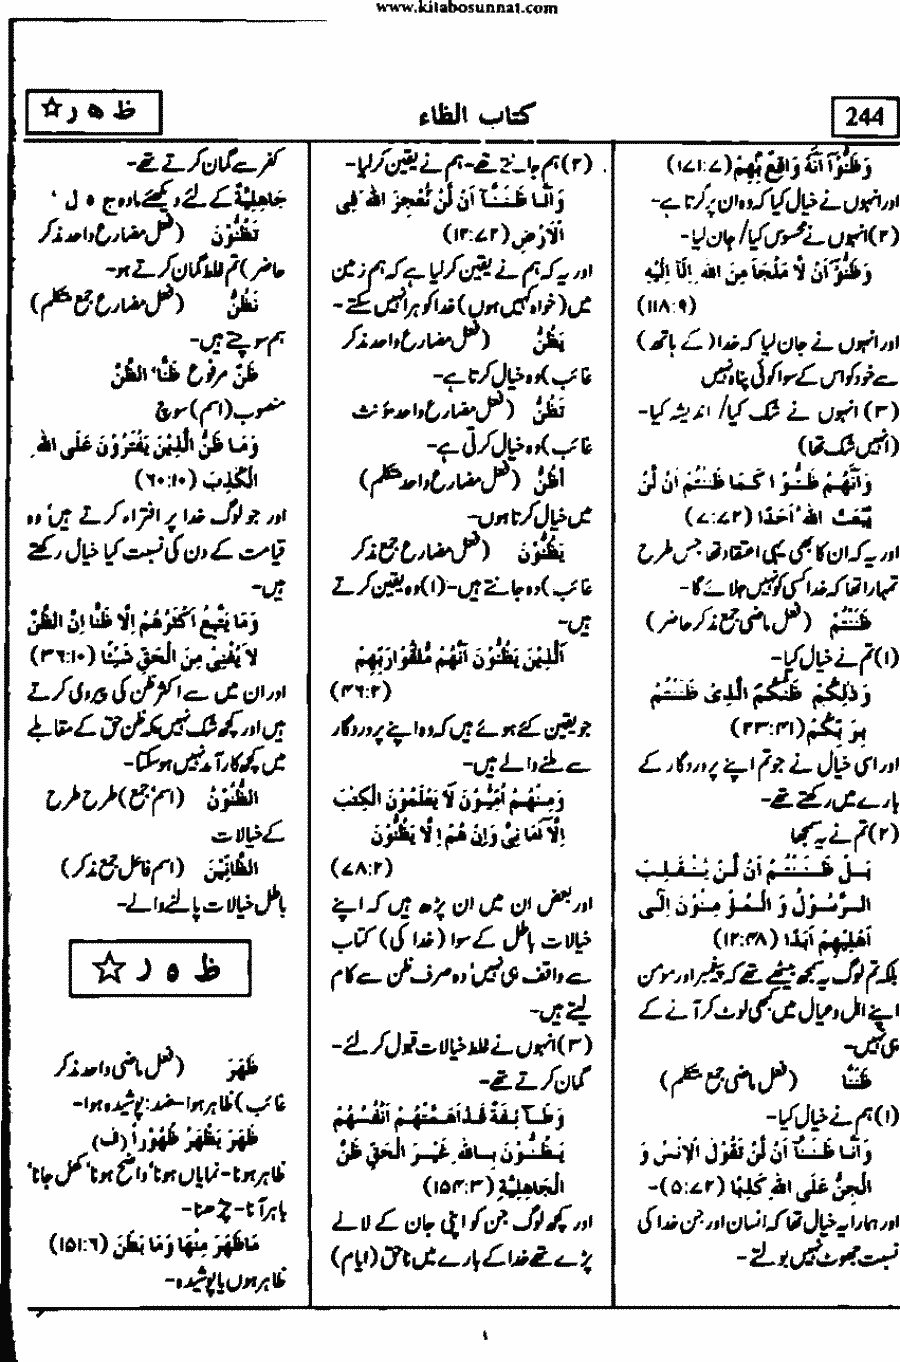 www.kitabosunnat.com
244
كتاب الظاء
ظ ھ ر ☆
وَظَنُّوْآ اَنَّهٗ وَاقِعٌۢ بِهِمْ (۷:۱۷۱)
اور انہوں نے خیال کیا کہ وہ ان پر گرتا ہے-
(۲) انہوں نے محسوس کیا/ جان لیا-
وَظَنُّوْٓ اَنْ لَّا مَلْجَاَ مِنَ اللهِ اِلَّآ اِلَيْهِ
(۹:۱۱۸)
اور انہوں نے جان لیا کہ خدا (کے ہاتھ)
سے خود کو اس کے سوا کوئی پناہ نہیں
(۳) انہوں نے شک کیا/ اندیشہ کیا-
(انہیں شک تھا)
وَاَنَّهُمْ ظَنُّوْا كَمَا ظَنَنْتُمْ اَنْ لَّنْ
يَّبْعَثَ اللهُ اَحَدًا (۷۲:۷)
اور یہ کہ ان کا بھی یہی اعتقاد تھا جس طرح
تمہارا تھا کہ خدا کسی کو نہیں جلائے گا-
ظَنَنْتُمْ (فعل ماضی جمع مذکر حاضر)
(۱) تم نے خیال کیا-
وَذٰلِكُمْ ظَنُّكُمُ الَّذِىْ ظَنَنْتُمْ
بِرَبِّكُمْ (۴۱:۲۳)
اور اسی خیال نے جو تم اپنے پروردگار کے
بارے میں رکھتے تھے-
(۲) تم نے یہ سمجھا
بَلْ ظَنَنْتُمْ اَنْ لَّنْ يَّنْقَلِبَ
الرَّسُوْلُ وَ الْمُؤْمِنُوْنَ اِلٰٓى
اَهْلِيْهِمْ اَبَدًا (۴۸:۱۲)
بلکہ تم لوگ یہ سمجھ بیٹھے تھے کہ پیغمبر اور مومن
اپنے اہل و عیال میں کبھی لوٹ کر آنے کے
ہی نہیں-
ظَنَنَّا (فعل ماضی جمع متکلم)
(۱) ہم نے خیال کیا-
وَ اَنَّا ظَنَنَّآ اَنْ لَّنْ تَقُوْلَ الْاِنْسُ وَ
الْجِنُّ عَلَى اللهِ كَذِبًا (۷۲:۵)-
اور ہمارا یہ خیال تھا کہ انسان اور جن خدا کی
نسبت جھوٹ نہیں بولتے-
(۲) ہم جانتے تھے- ہم نے یقین کر لیا-
وَاَنَّا ظَنَنَّآ اَنْ لَّنْ نُّعْجِزَ اللهَ فِى
الْاَرْضِ (۷۲:۱۲)
اور یہ کہ ہم نے یقین کر لیا ہے کہ ہم زمین
میں (خواہ کہیں ہوں) خدا کو ہرا نہیں سکتے-
يَظُنُّ (فعل مضارع واحد مذکر
غائب) وہ خیال کرتا ہے-
تَظُنُّ (فعل مضارع واحد مؤنث
غائب) وہ خیال کرتی ہے-
اَظُنُّ (فعل مضارع واحد متکلم)
میں خیال کرتا ہوں-
يَظُنُّوْنَ (فعل مضارع جمع مذکر
غائب) وہ جانتے ہیں- (۱) وہ یقین کرتے
ہیں-
اَلَّذِيْنَ يَظُنُّوْنَ اَنَّهُمْ مُّلٰقُوْا رَبِّهِمْ
(۲:۴۶)
جو یقین کئے ہوئے ہیں کہ وہ اپنے پروردگار
سے ملنے والے ہیں-
وَمِنْهُمْ اُمِّيُّوْنَ لَا يَعْلَمُوْنَ الْكِتٰبَ
اِلَّآ اَمَانِىَّ وَاِنْ هُمْ اِلَّا يَظُنُّوْنَ
(۲:۷۸)
اور بعض ان میں ان پڑھ ہیں کہ اپنے
خیالات باطل کے سوا (خدا کی) کتاب
سے واقف ہی نہیں' وہ صرف ظن سے کام
لیتے ہیں-
(۳) انہوں نے غلط خیالات قبول کر لئے-
گمان کرتے تھے-
وَطَآئِفَةٌ قَدْ اَهَمَّتْهُمْ اَنْفُسُهُمْ
يَظُنُّوْنَ بِاللهِ غَيْرَ الْحَقِّ ظَنَّ
الْجَاهِلِيَّةِ (۳:۱۵۴)
اور کچھ لوگ جن کو اپنی جان کے لالے
پڑے تھے خدا کے بارے میں ناحق (ایام)
کفر سے گمان کرتے تھے-
جَاهِلِيَّةٌ کے لئے دیکھئے مادہ ج ہ ل '
تَظُنُّوْنَ (فعل مضارع واحد مذکر
حاضر) تم غلط گمان کرتے ہو-
نَظُنُّ (فعل مضارع جمع متکلم)
ہم سوچتے ہیں-
ظَنٌّ مرفوع ظَنًّا' الظَّنَّ
منصوب (اسم) سوچ
وَمَا ظَنُّ الَّذِيْنَ يَفْتَرُوْنَ عَلَى اللهِ
الْكَذِبَ (۱۰:۶۰)
اور جو لوگ خدا پر افتراء کرتے ہیں' وہ
قیامت کے دن کی نسبت کیا خیال رکھتے
ہیں-
وَمَا يَتَّبِعُ اَكْثَرُهُمْ اِلَّا ظَنًّا اِنَّ الظَّنَّ
لَا يُغْنِىْ مِنَ الْحَقِّ شَيْئًا (۱۰:۳۶)
اور ان میں سے اکثر ظن کی پیروی کرتے
ہیں اور کچھ شک نہیں کہ ظن حق کے مقابلے
میں کچھ کارآمد نہیں ہو سکتا-
الظُّنُوْنُ (اسم جمع) طرح طرح
کے خیالات
الظَّآنِّيْنَ (اسم فاعل جمع مذکر)
باطل خیالات پالنے والے-
ظ ہ ر ☆
ظَهَرَ (فعل ماضی واحد مذکر
غائب) ظاہر ہوا- ضد: پوشیدہ ہوا-
ظَهَرَ يَظْهَرُ ظُهُوْرًا (ف)
ظاہر ہونا- نمایاں ہونا' واضح ہونا' کھل جانا'
باہر آنا- چڑھنا-
مَاظَهَرَ مِنْهَا وَمَا بَطَنَ (۶:۱۵۱)
ظاہر ہوں یا پوشیدہ-
۱